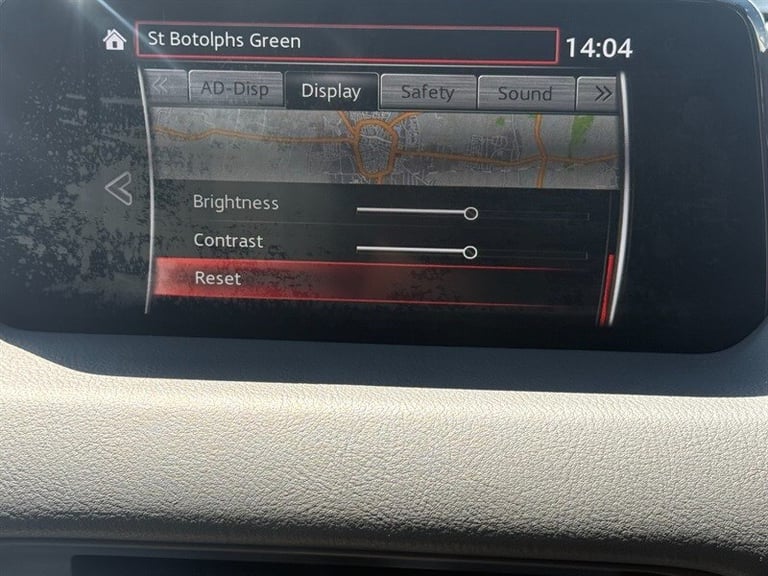 St Botolphs Green
14:04
AD-Disp
Display
Safety
Sound
Brightness
Contrast
Reset